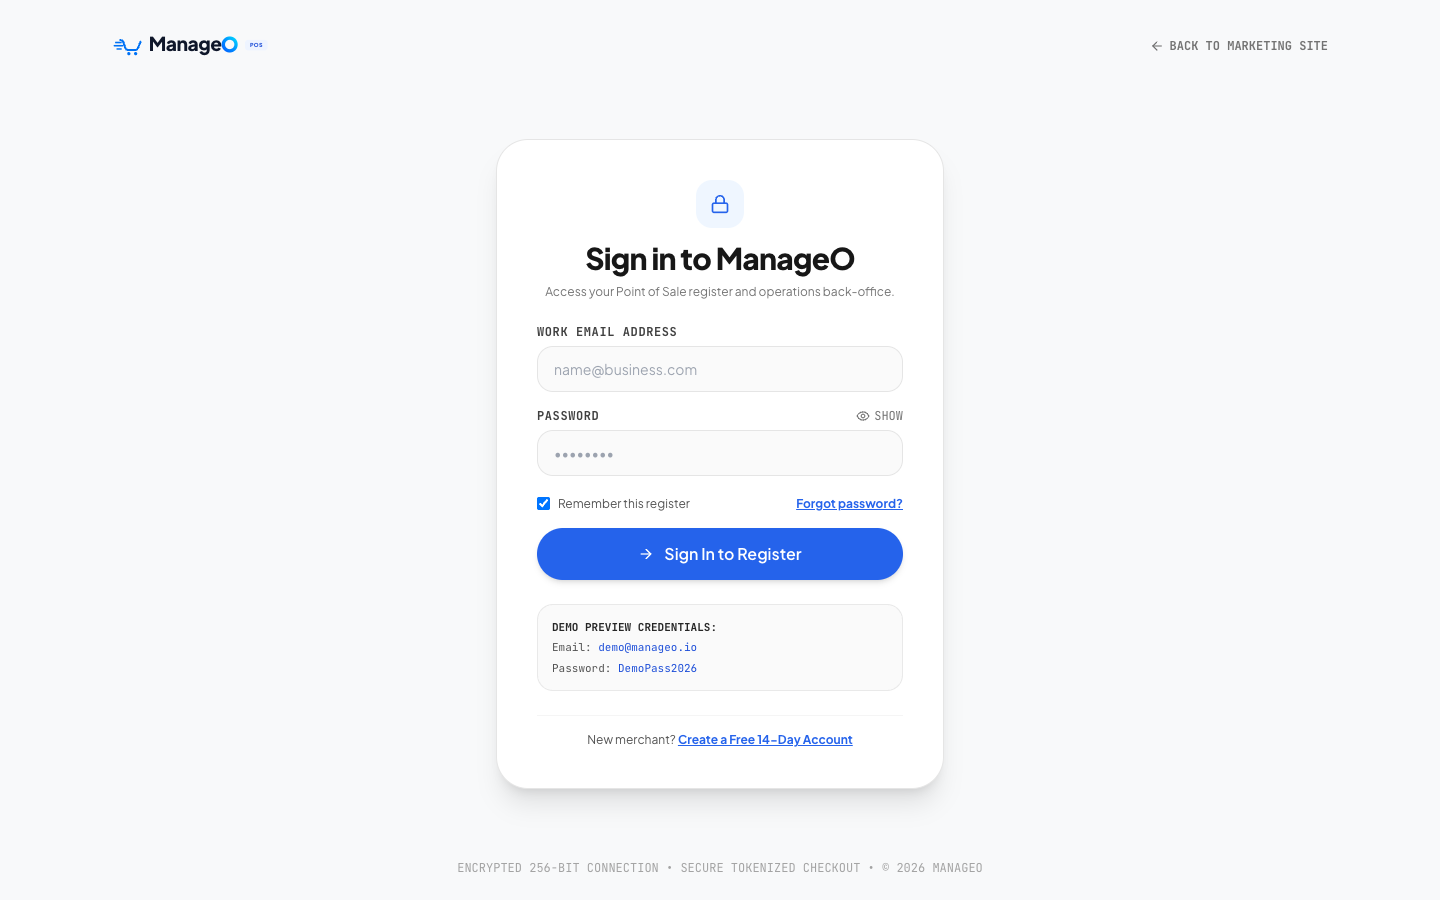 ManageO POS
BACK TO MARKETING SITE
Sign in to ManageO
Access your Point of Sale register and operations back-office.
WORK EMAIL ADDRESS
name@business.com
PASSWORD
SHOW
••••••••
Remember this register
Forgot password?
Sign In to Register
DEMO PREVIEW CREDENTIALS:
Email: demo@manageo.io
Password: DemoPass2026
New merchant? Create a Free 14-Day Account
ENCRYPTED 256-BIT CONNECTION • SECURE TOKENIZED CHECKOUT • © 2026 MANAGEO